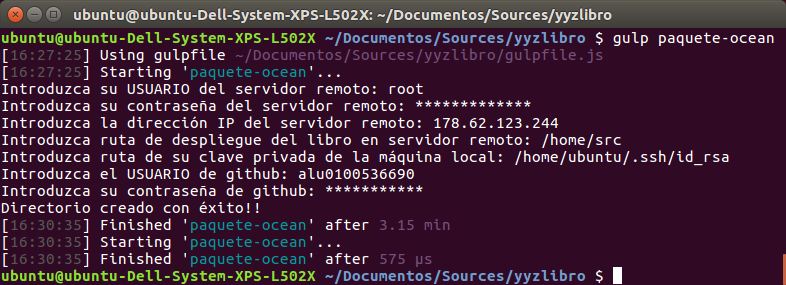 ubuntu@ubuntu-Dell-System-XPS-L502X: ~/Documentos/Sources/yyzlibro
ubuntu@ubuntu-Dell-System-XPS-L502X ~/Documentos/Sources/yyzlibro $ gulp paquete-ocean
[16:27:25] Using gulpfile ~/Documentos/Sources/yyzlibro/gulpfile.js
[16:27:25] Starting 'paquete-ocean'...
Introduzca su USUARIO del servidor remoto: root
Introduzca su contraseña del servidor remoto: *************
Introduzca la dirección IP del servidor remoto: 178.62.123.244
Introduzca ruta de despliegue del libro en servidor remoto: /home/src
Introduzca ruta de su clave privada de la máquina local: /home/ubuntu/.ssh/id_rsa
Introduzca el USUARIO de github: alu0100536690
Introduzca su contraseña de github: ***********
Directorio creado con éxito!!
[16:30:35] Finished 'paquete-ocean' after 3.15 min
[16:30:35] Starting 'paquete-ocean'...
[16:30:35] Finished 'paquete-ocean' after 575 μs
ubuntu@ubuntu-Dell-System-XPS-L502X ~/Documentos/Sources/yyzlibro $